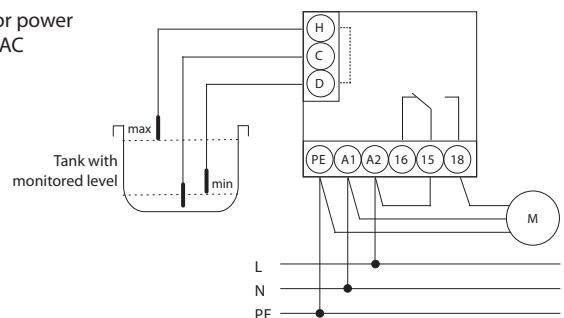 or power
AC
H
C
D
max
Tank with
monitored level
min
PE A1 A2 16 15 18
M
L
N
PE